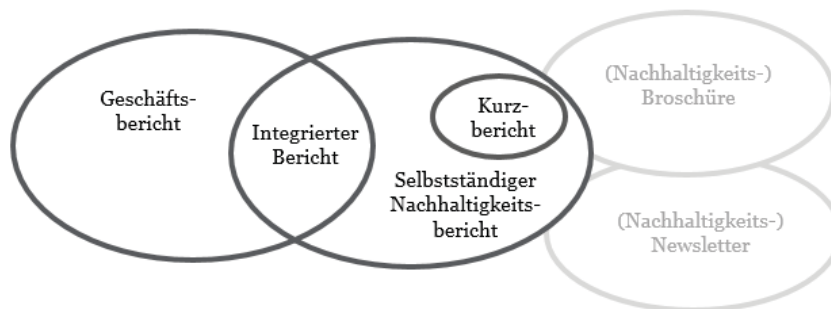 Geschäfts-
bericht
Integrierter
Bericht
Kurz-
bericht
Selbstständiger
Nachhaltigkeits-
bericht
(Nachhaltigkeits-)
Broschüre
(Nachhaltigkeits-)
Newsletter